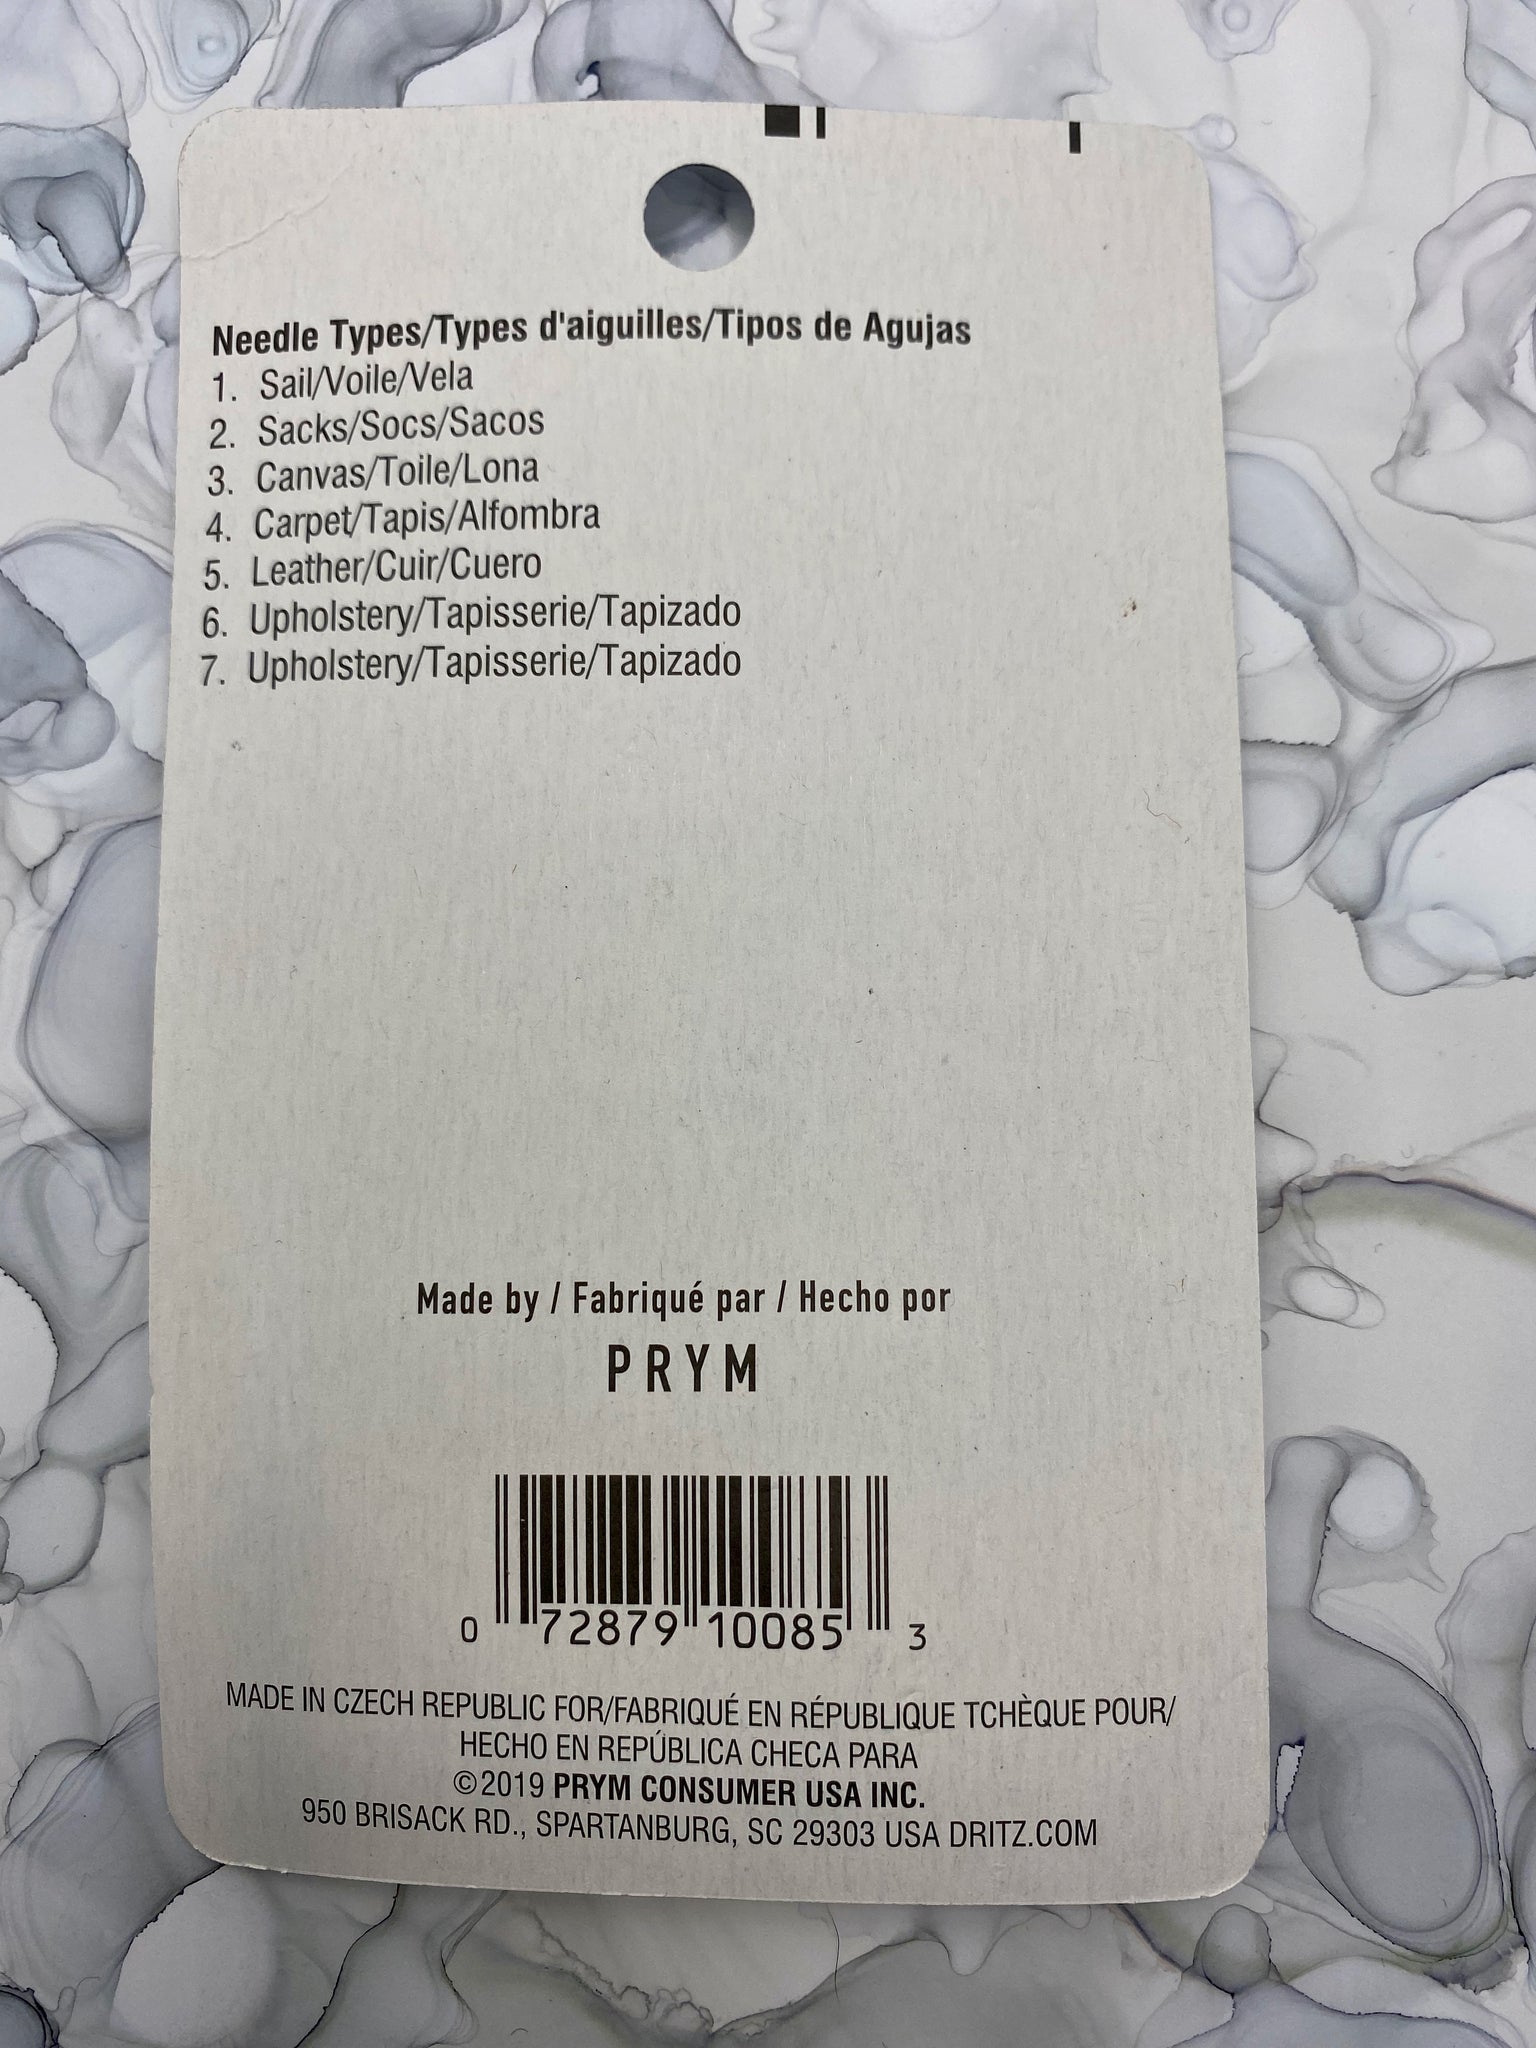 Needle Types/Types d'aiguilles/Tipos de Agujas
1. Sail/Voile/Vela
2. Sacks/Socs/Sacos
3. Canvas/Toile/Lona
4. Carpet/Tapis/Alfombra
5. Leather/Cuir/Cuero
6. Upholstery/Tapisserie/Tapizado
7. Upholstery/Tapisserie/Tapizado
Made by / Fabriqué par / Hecho por
PRYM
0 72879 10085 3
MADE IN CZECH REPUBLIC FOR/FABRIQUÉ EN RÉPUBLIQUE TCHÈQUE POUR/
HECHO EN REPÚBLICA CHECA PARA
©2019 PRYM CONSUMER USA INC.
950 BRISACK RD., SPARTANBURG, SC 29303 USA DRITZ.COM